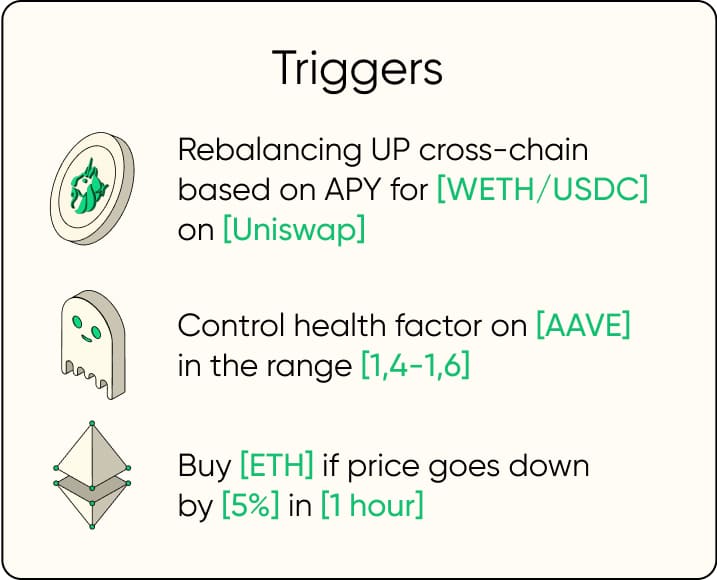 Triggers
Rebalancing UP cross-chain
based on APY for [WETH/USDC]
on [Uniswap]
Control health factor on [AAVE]
in the range [1,4-1,6]
Buy [ETH] if price goes down
by [5%] in [1 hour]